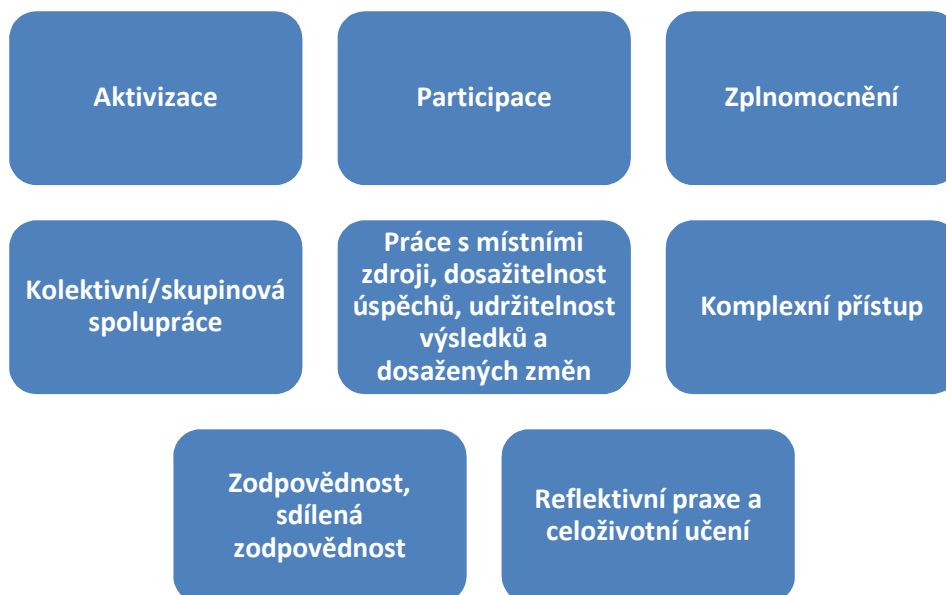 Aktivizace
Participace
Zplnomocnění
Kolektivní/skupinová
spolupráce
Práce s místními
zdroji, dosažitelnost
úspěchů, udržitelnost
výsledků a
dosažených změn
Komplexní přístup
Zodpovědnost,
sdílená
zodpovědnost
Reflektivní praxe a
celoživotní učení